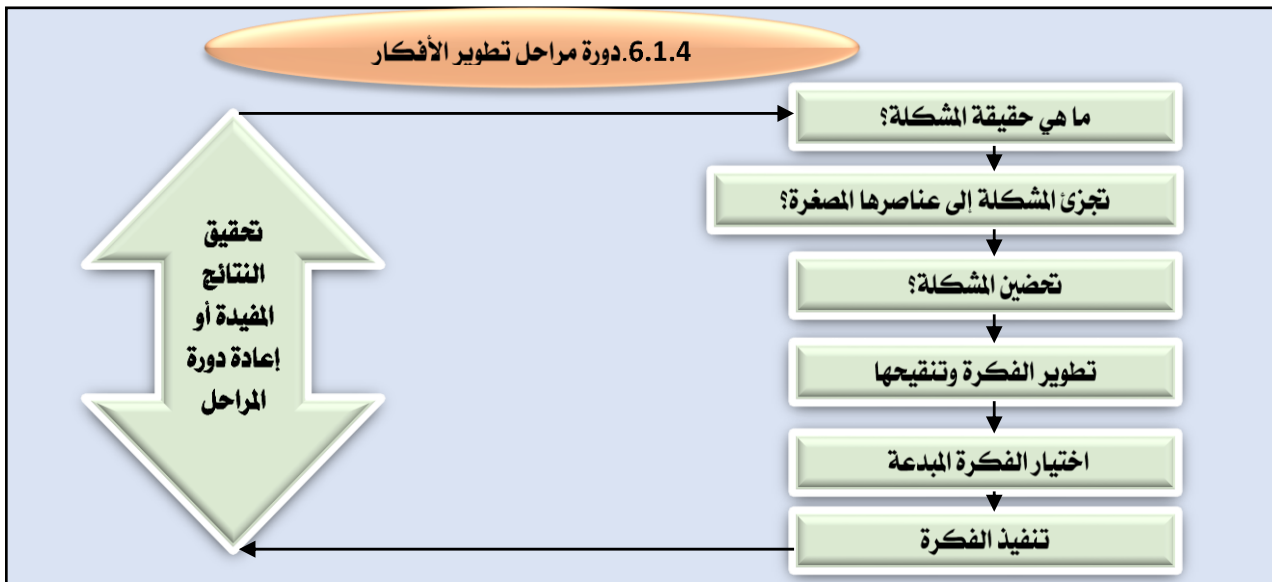 6.1.4.دورة مراحل تطوير الأفكار
ما هي حقيقة المشكلة؟
تجزئ المشكلة إلى عناصرها المصغرة؟
تحضين المشكلة؟
تطوير الفكرة وتنقيحها
اختيار الفكرة المبدعة
تنفيذ الفكرة
تحقيق
النتائج
المفيدة أو
إعادة دورة
المراحل